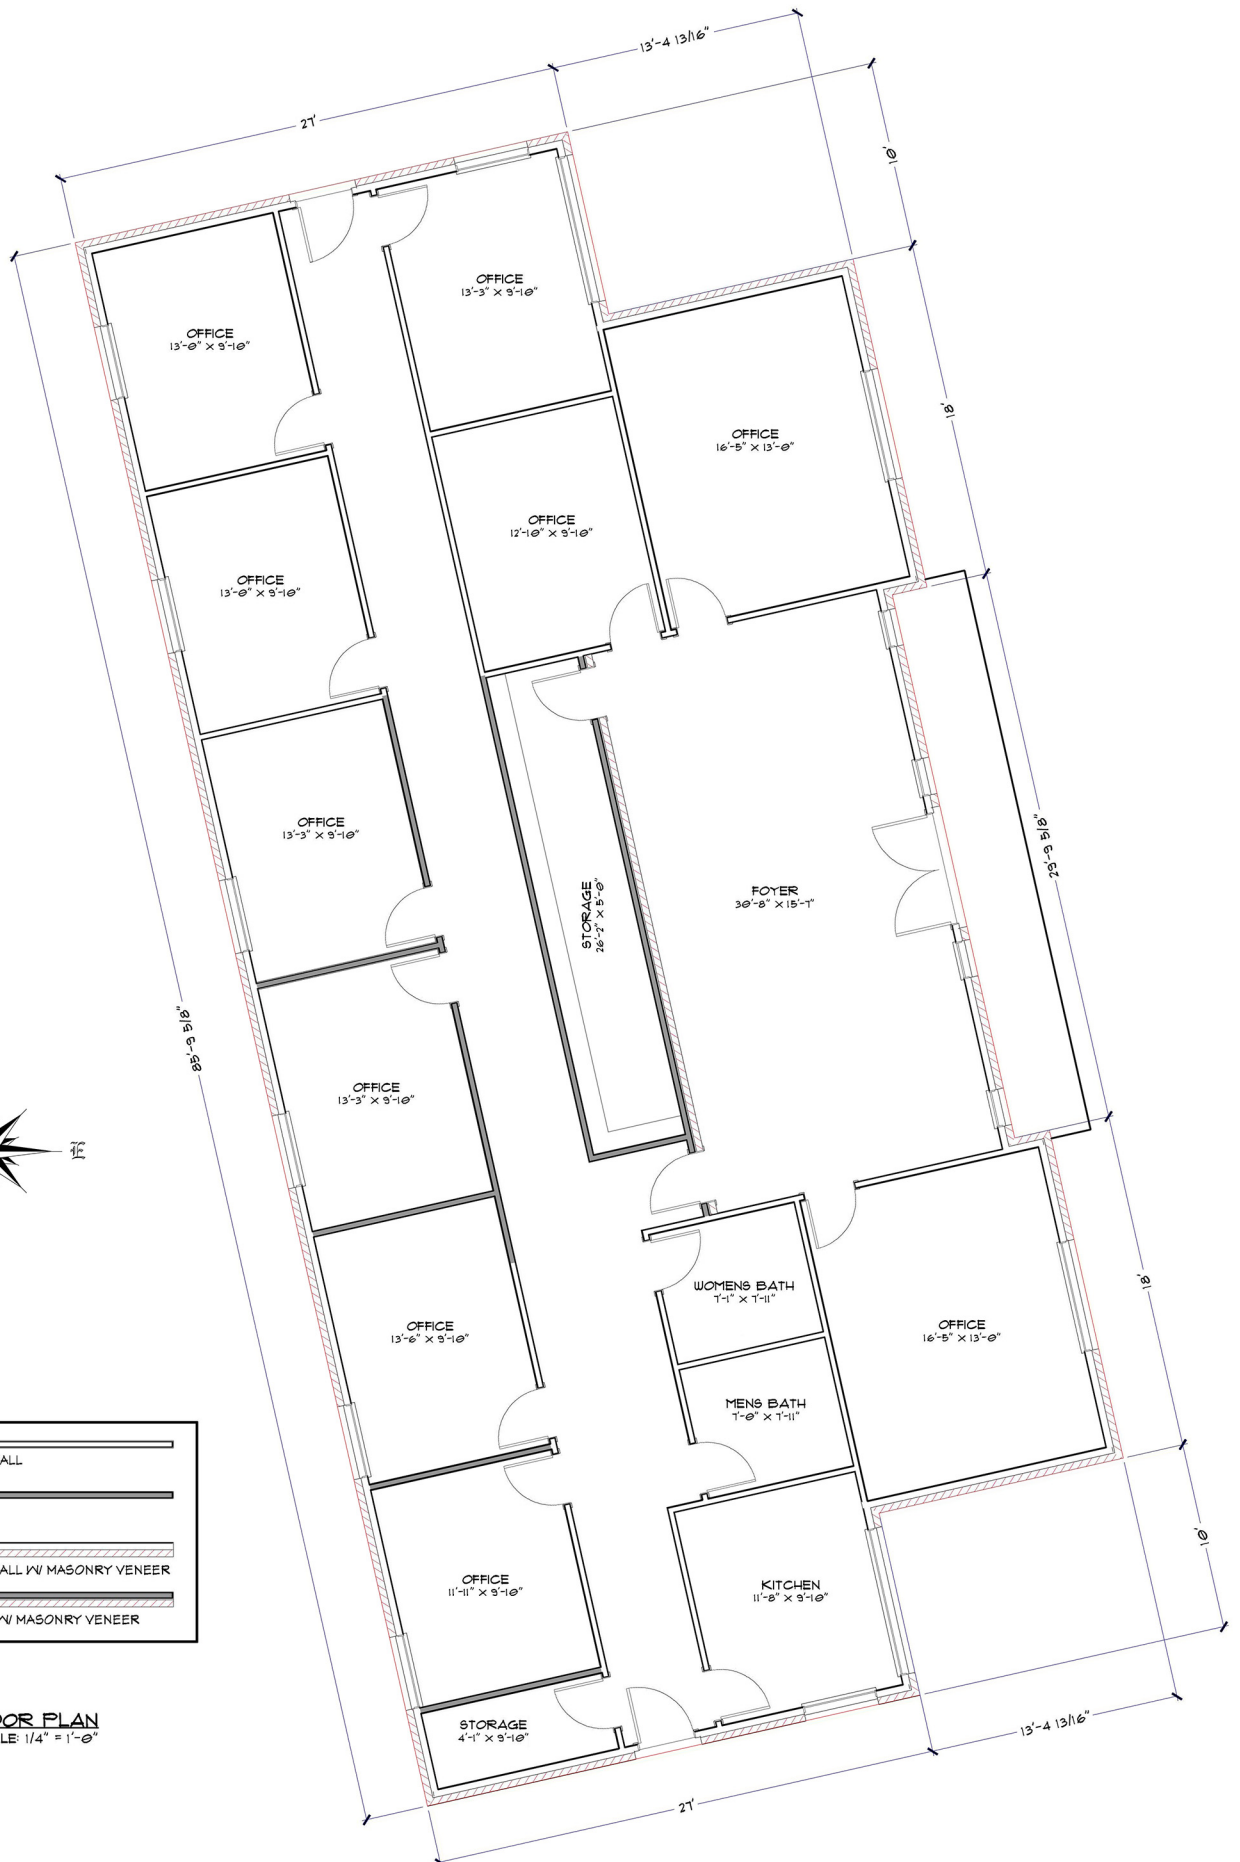 13'-4 13/16"
27'
10'
OFFICE
13'-3" X 9'-10"
OFFICE
13'-0" X 9'-10"
18'
OFFICE
16'-5" X 13'-0"
OFFICE
12'-10" X 9'-10"
OFFICE
13'-0" X 9'-10"
OFFICE
13'-3" X 9'-10"
29'-9 5/8"
STORAGE
26'-2" X 5'-0"
FOYER
30'-8" X 15'-7"
85'-9 5/8"
OFFICE
13'-3" X 9'-10"
E
WOMENS BATH
7'-1" X 7'-11"
18'
OFFICE
13'-6" X 9'-10"
OFFICE
16'-5" X 13'-0"
MENS BATH
7'-0" X 7'-11"
ALL
10'
ALL W/ MASONRY VENEER
OFFICE
11'-11" X 9'-10"
KITCHEN
11'-8" X 9'-10"
W/ MASONRY VENEER
OOR PLAN
LE: 1/4" = 1'-0"
STORAGE
4'-1" X 9'-10"
13'-4 13/16"
27'